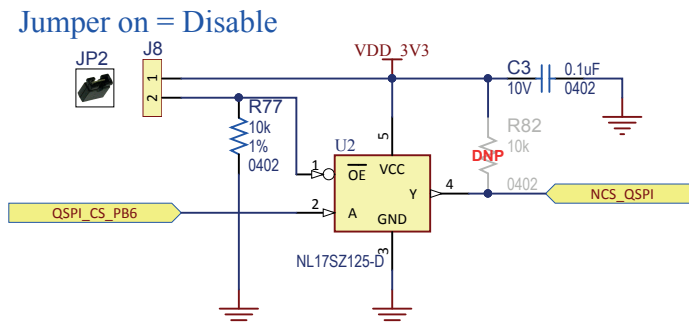 Jumper on = Disable
JP2
J8
1
2
VDD_3V3
C3
10V
0.1uF
0402
R77
10k
1%
0402
R82
10k
DNP
0402
U2
5
VCC
1
OE
Y
4
2
A
GND
3
NL17SZ125-D
QSPI_CS_PB6
NCS_QSPI